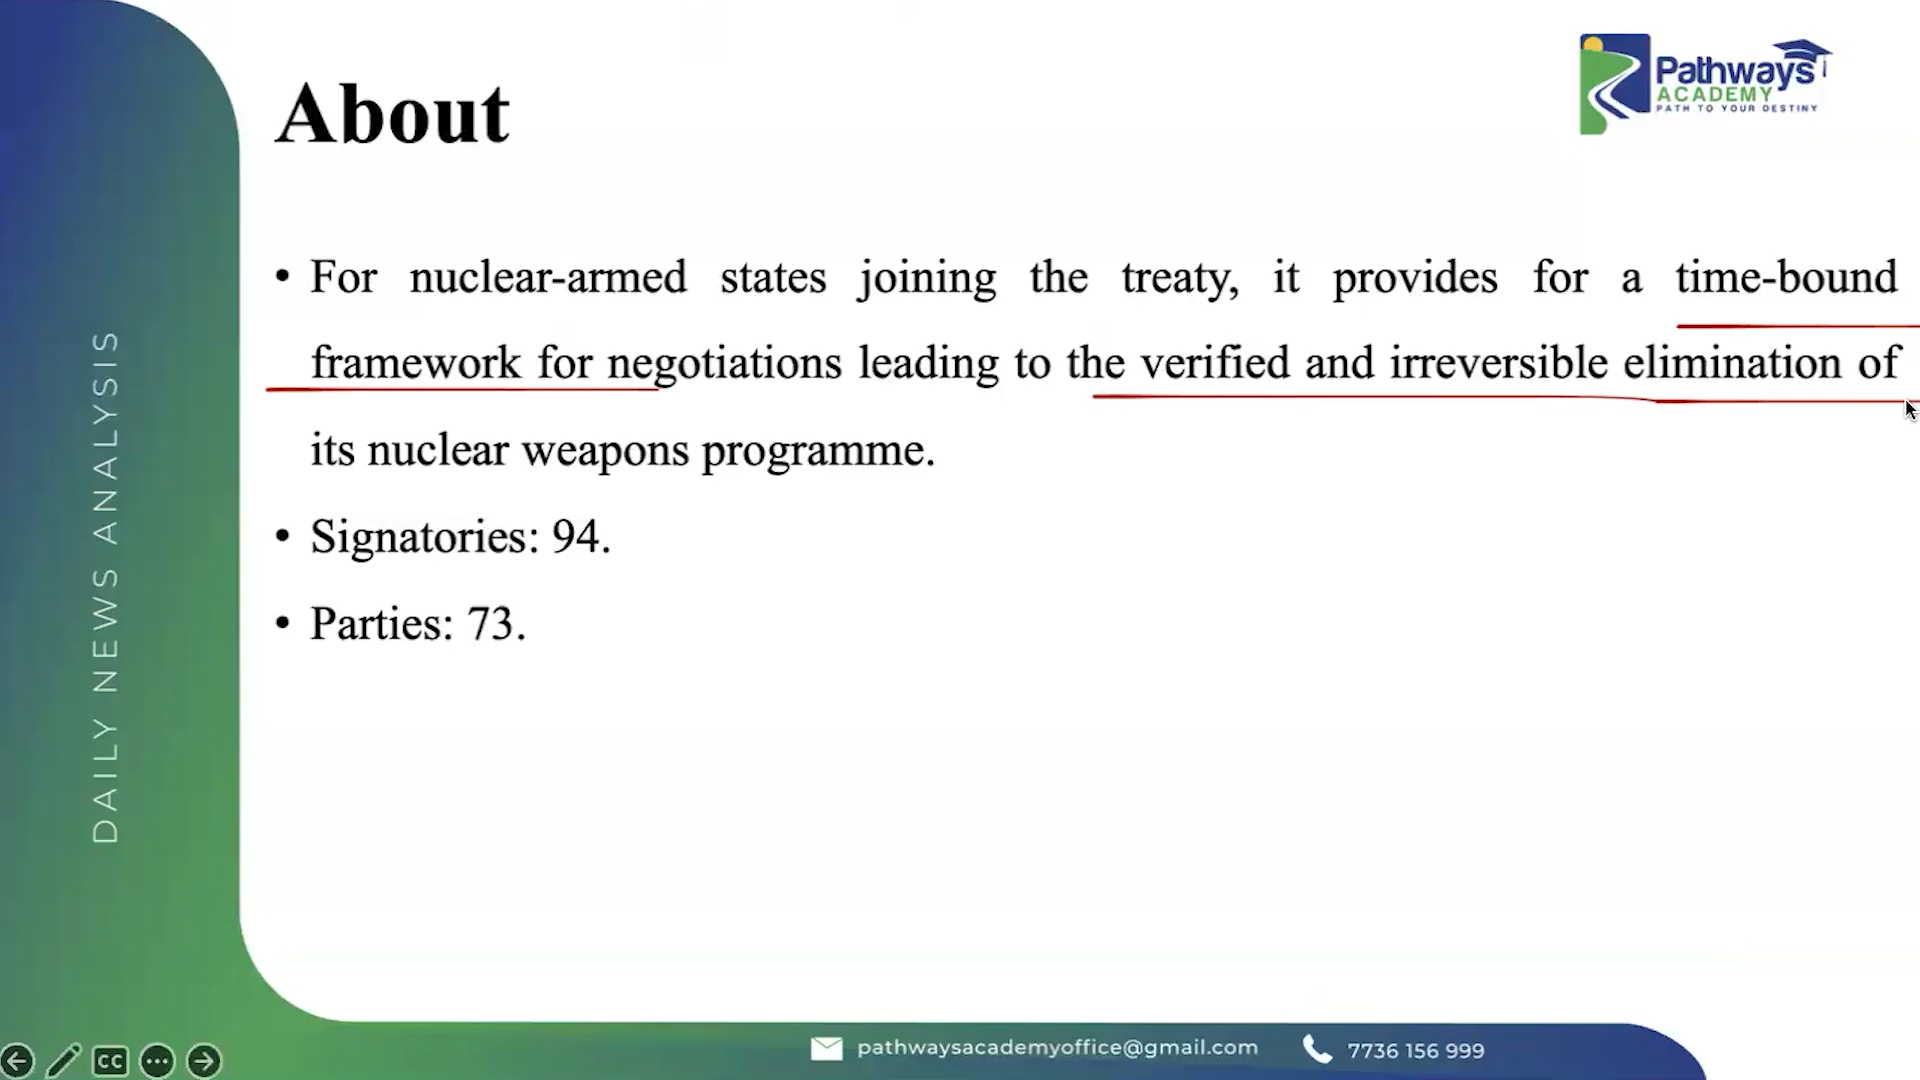 Pathways
ACADEMY
PATH TO YOUR DESTINY
About
• For nuclear-armed states joining the treaty, it provides for a time-bound
framework for negotiations leading to the verified and irreversible elimination of
its nuclear weapons programme.
• Signatories: 94.
• Parties: 73.
DAILY NEWS ANALYSIS
CC
pathwaysacademyoffice@gmail.com
7736 156 999